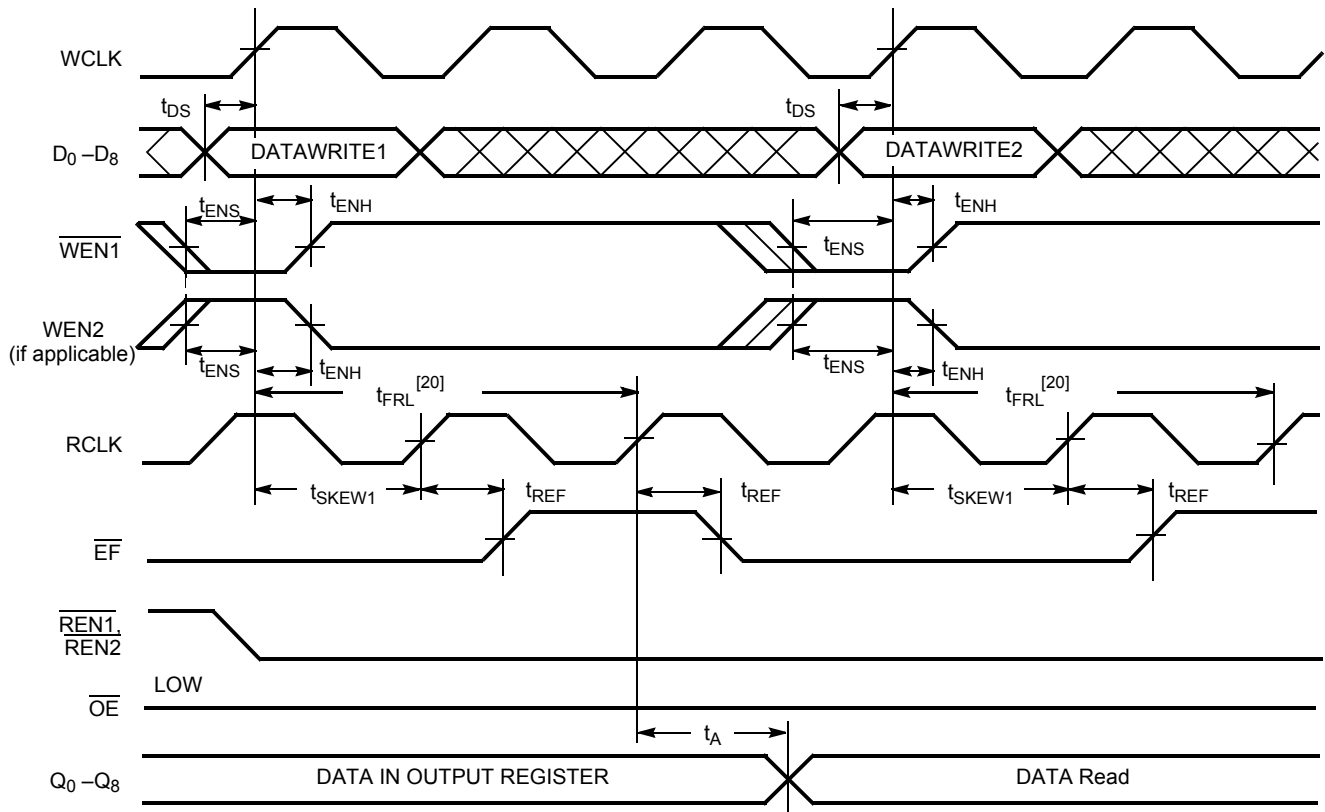 WCLK
tDS
tDS
D0 –D8
DATAWRITE1
DATAWRITE2
tENS
tENH
tENH
WEN1
tENS
WEN2
(if applicable)
tENS
tENH
tENS
tENH
tFRL[20]
tFRL[20]
RCLK
tSKEW1
tREF
tREF
tSKEW1
tREF
EF
REN1,
REN2
LOW
OE
tA
Q0 –Q8
DATA IN OUTPUT REGISTER
DATA Read